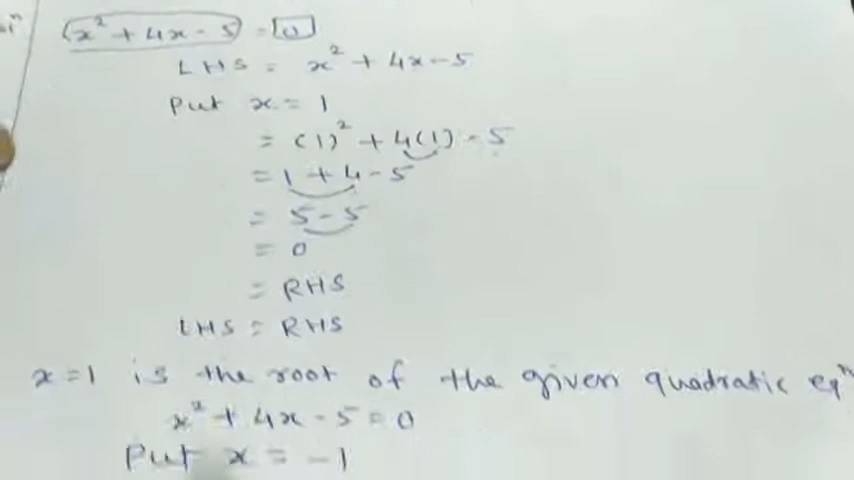 (x² + 4x - 5) = 0
LHS = x² + 4x - 5
Put x = 1
= (1)² + 4(1) - 5
= 1 + 4 - 5
= 5 - 5
= 0
= RHS
LHS = RHS
x = 1 is the root of the given quadratic eqⁿ
x² + 4x - 5 = 0
Put x = -1